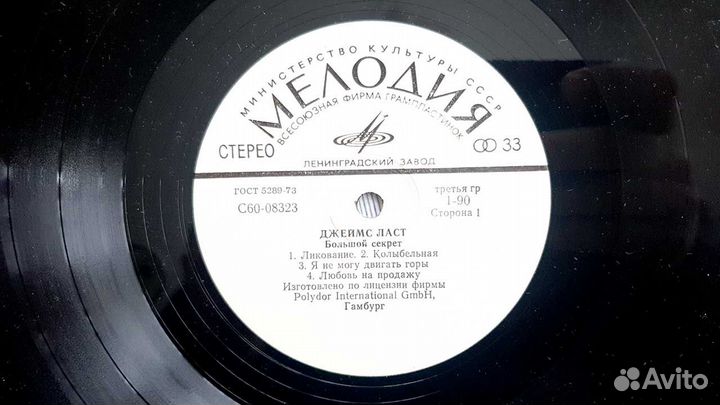 МИНИСТЕРСТВО КУЛЬТУРЫ СССР
МЕЛОДИЯ
ВСЕСОЮЗНАЯ ФИРМА ГРАМПЛАСТИНОК
СТЕРЕО
33
ЛЕНИНГРАДСКИЙ ЗАВОД
ГОСТ 5289-73
С60-08323
третья гр
1-90
Сторона 1
ДЖЕЙМС ЛАСТ
Большой секрет
1. Ликование. 2. Колыбельная
3. Я не могу двигать горы
4. Любовь на продажу
Изготовлено по лицензии фирмы
Polydor International GmbH,
Гамбург
Avito